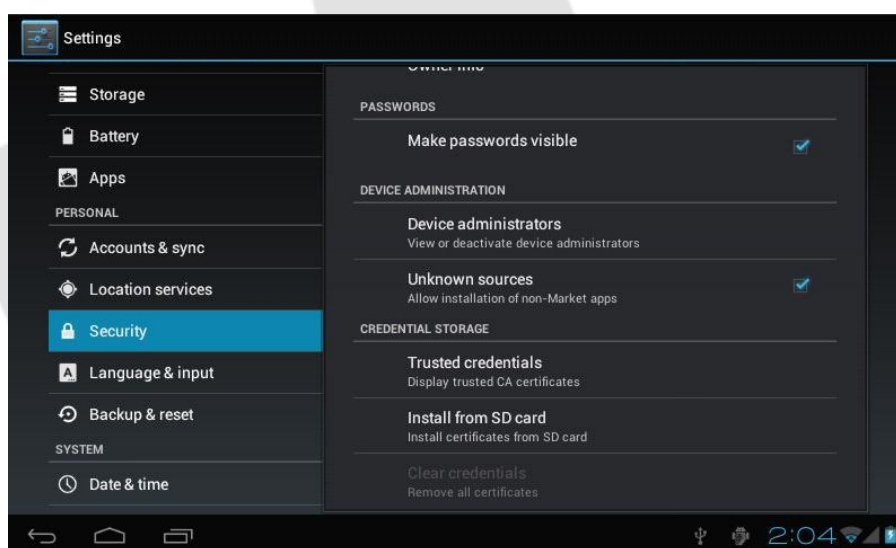 Settings
Storage
Battery
Apps
PERSONAL
Accounts & sync
Location services
Security
Language & input
Backup & reset
SYSTEM
Date & time
Owner info
PASSWORDS
Make passwords visible
DEVICE ADMINISTRATION
Device administrators
View or deactivate device administrators
Unknown sources
Allow installation of non-Market apps
CREDENTIAL STORAGE
Trusted credentials
Display trusted CA certificates
Install from SD card
Install certificates from SD card
Clear credentials
Remove all certificates
2:04